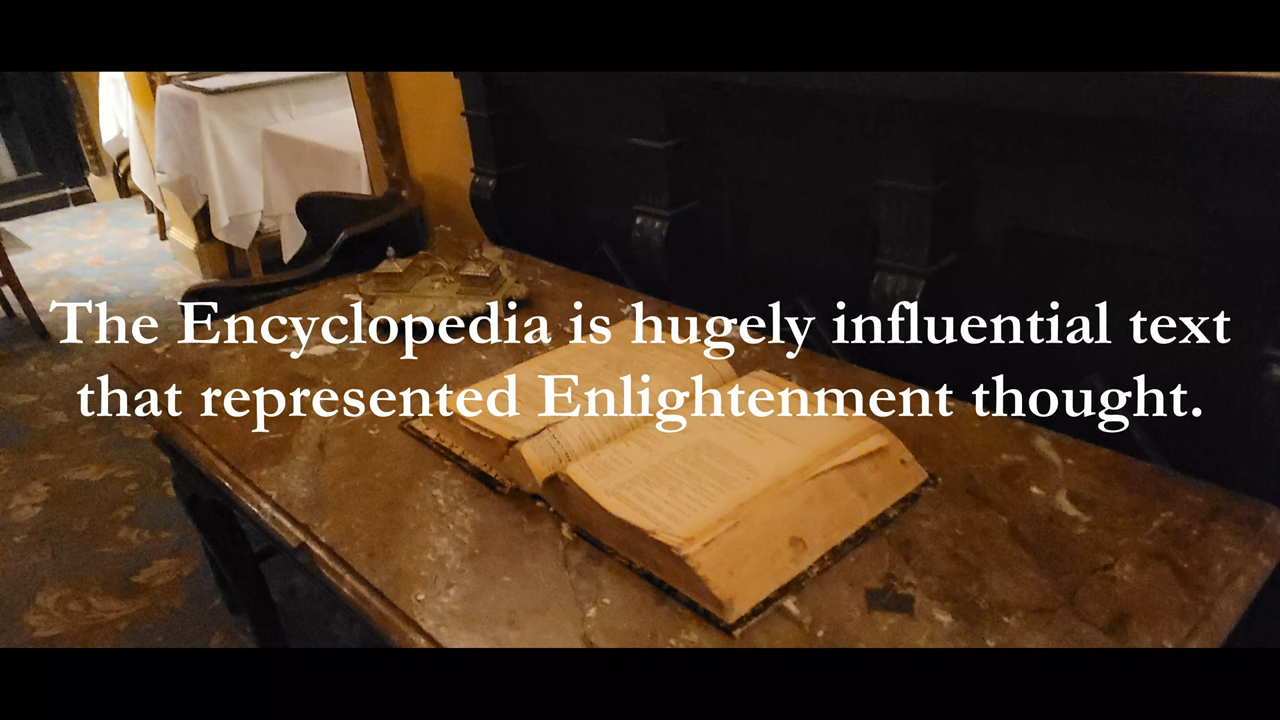 The Encyclopedia is hugely influential text
that represented Enlightenment thought.